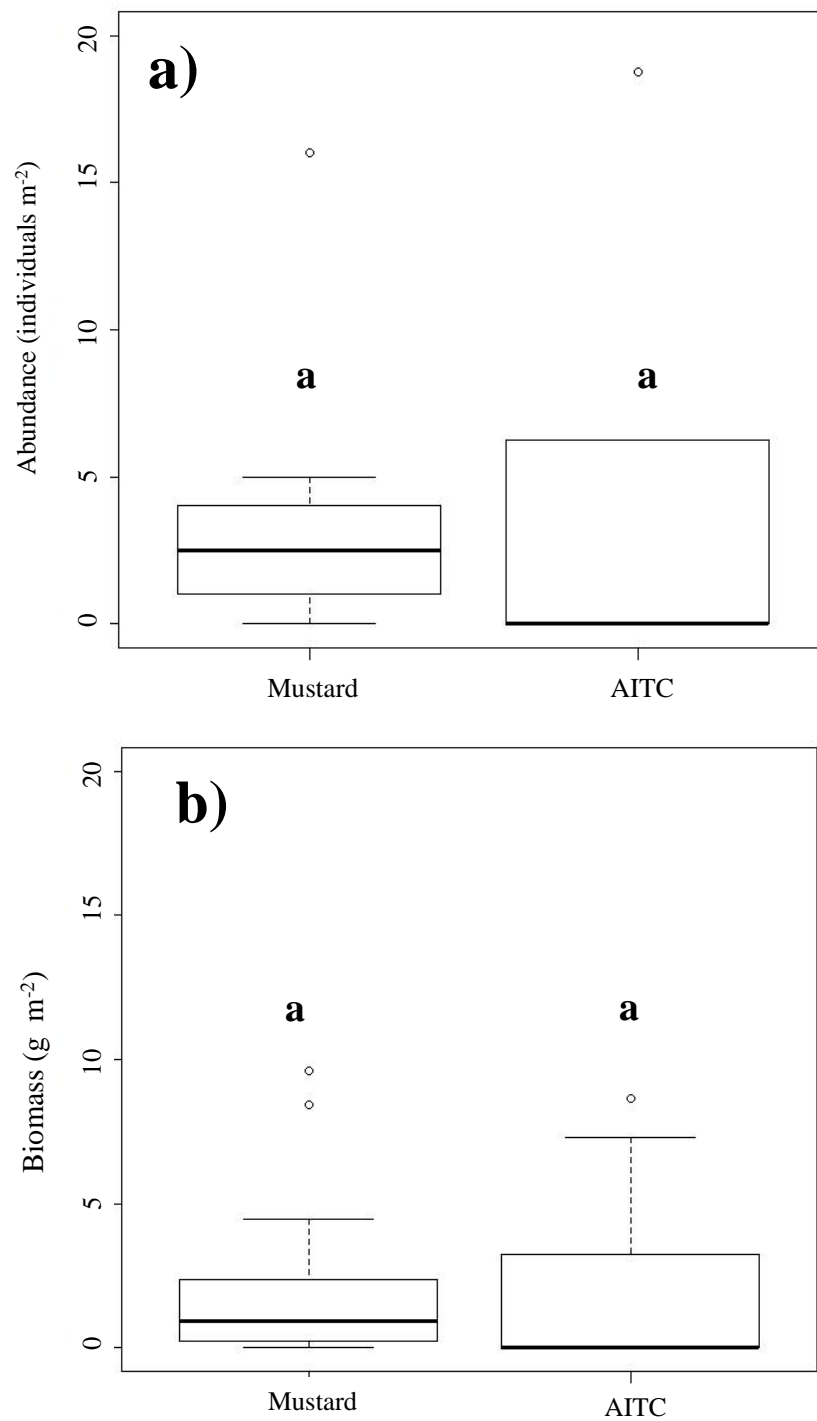 a)
Abundance (individuals m-2)
20
15
10
5
0
a
a
Mustard
AITC
b)
Biomass (g m-2)
20
15
10
5
0
a
a
Mustard
AITC